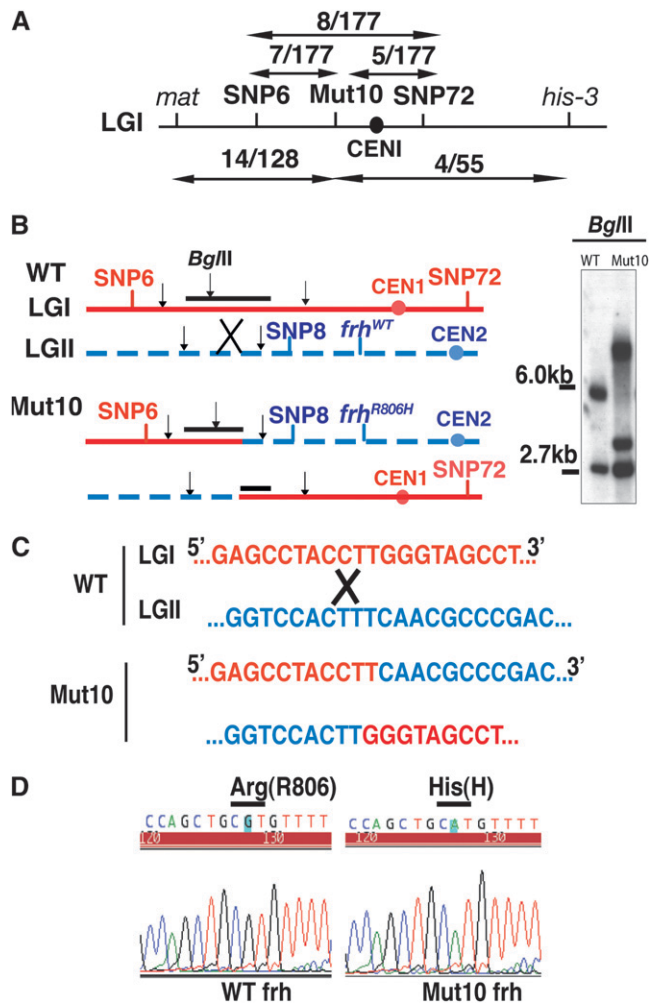 A
8/177
7/177 5/177
mat SNP6 Mut10 SNP72 his-3
LGI
CENI
14/128 4/55
B
BglII
WT Mut10
WT
SNP6 BglII CEN1 SNP72
LGI
LGII SNP8 frhWT CEN2
6.0kb
Mut10
SNP6 SNP8 frhR806H CEN2
2.7kb
CEN1 SNP72
C
LGI 5’ ...GAGCCTACCTTGGGTAGCCT... 3’
WT
LGII
...GGTCCACTTTCAACGCCCGAC...
5’ ...GAGCCTACCTTCAACGCCCGAC... 3’
Mut10
...GGTCCACTTGGGTAGCCT...
D
Arg(R806) His(H)
CCAGCTGCGTGTTTT CCAGCTGCATGTTTT
120 130 120 130
WT frh Mut10 frh